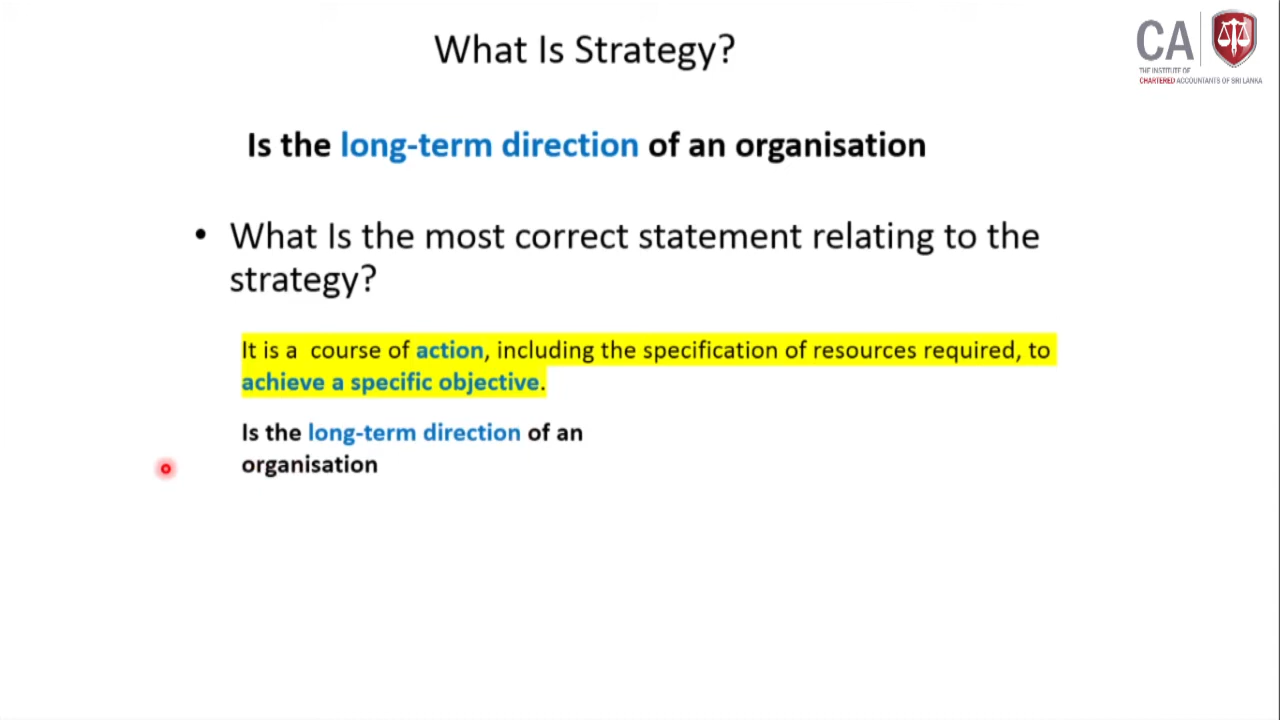 What Is Strategy?
CA
THE INSTITUTE OF
CHARTERED ACCOUNTANTS OF SRI LANKA
Is the long-term direction of an organisation
• What Is the most correct statement relating to the
strategy?
It is a  course of action, including the specification of resources required, to
achieve a specific objective.
Is the long-term direction of an
organisation